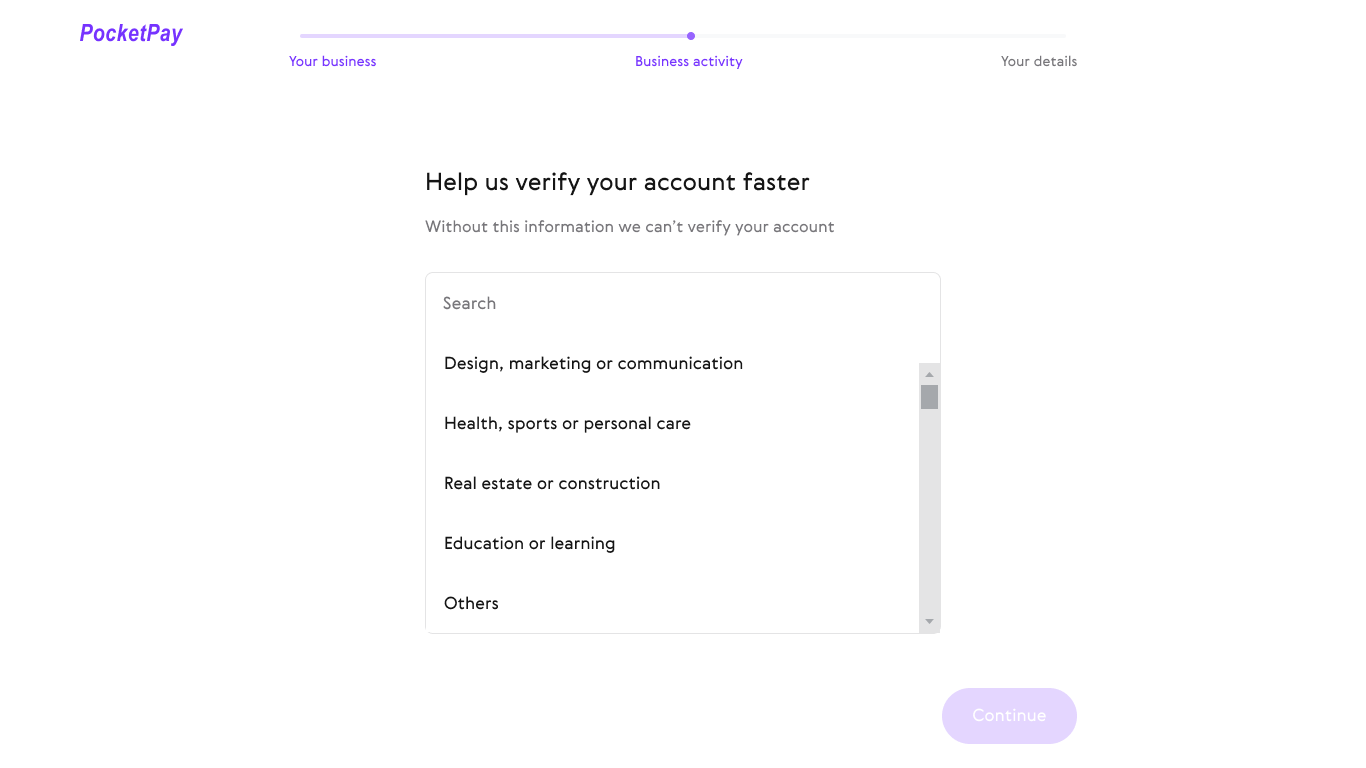 PocketPay
Your business
Business activity
Your details
Help us verify your account faster
Without this information we can’t verify your account
Search
Design, marketing or communication
Health, sports or personal care
Real estate or construction
Education or learning
Others
Continue